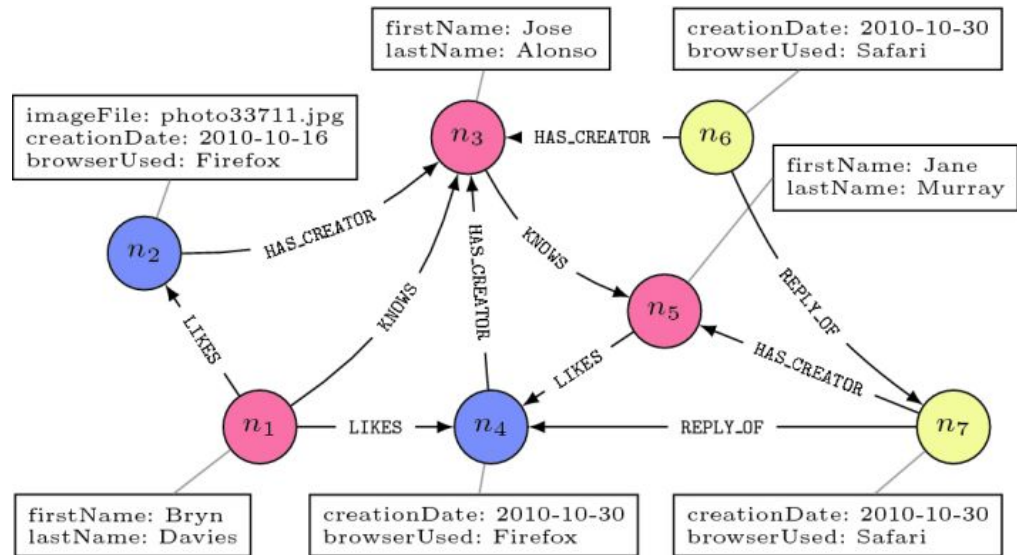 firstName: Jose
lastName: Alonso
creationDate: 2010-10-30
browserUsed: Safari
imageFile: photo33711.jpg
creationDate: 2010-10-16
browserUsed: Firefox
n3
HAS_CREATOR
n6
firstName: Jane
lastName: Murray
n2
HAS_CREATOR
HAS_CREATOR
KNOWS
n5
REPLY_OF
LIKES
KNOWS
LIKES
HAS_CREATOR
n1
LIKES
n4
REPLY_OF
n7
firstName: Bryn
lastName: Davies
creationDate: 2010-10-30
browserUsed: Firefox
creationDate: 2010-10-30
browserUsed: Safari